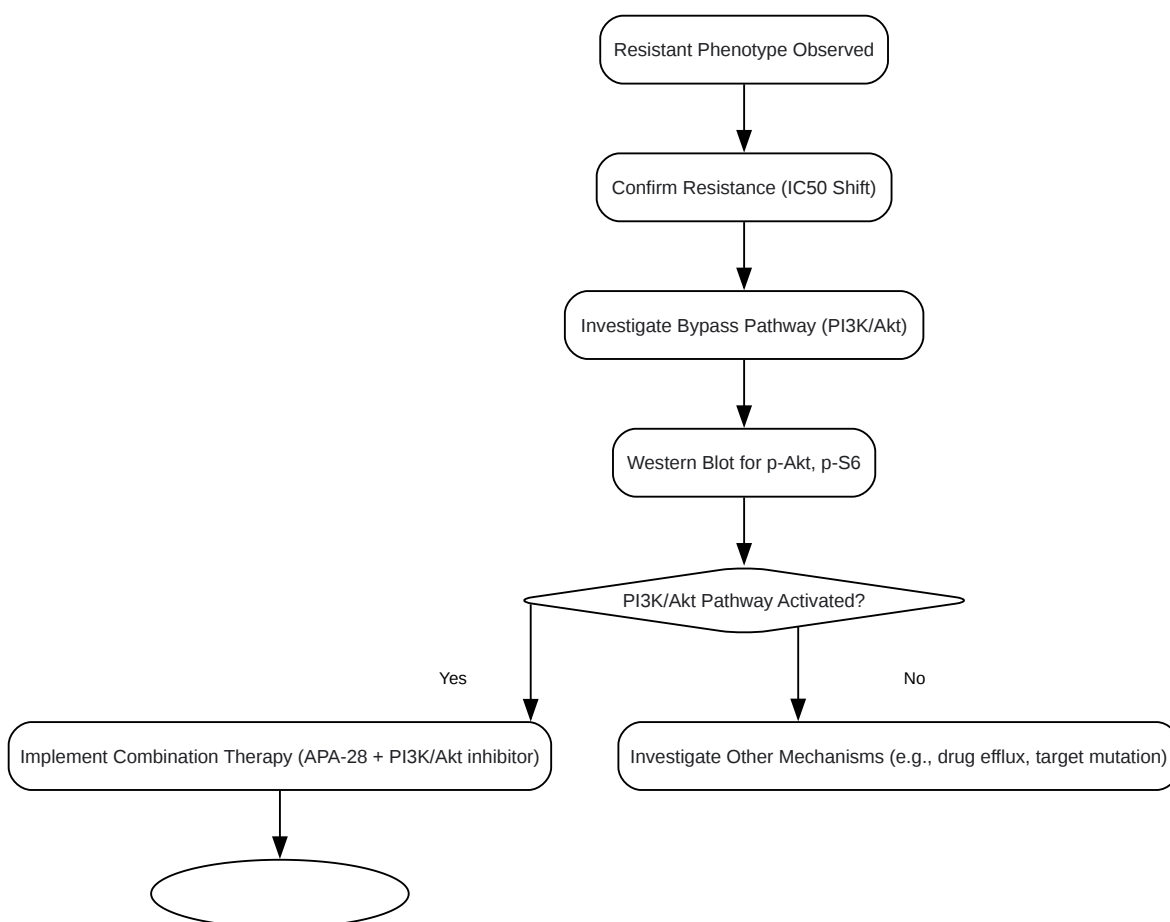 Resistant Phenotype Observed
Confirm Resistance (IC50 Shift)
Investigate Bypass Pathway (PI3K/Akt)
Western Blot for p-Akt, p-S6
PI3K/Akt Pathway Activated?
Yes
No
Implement Combination Therapy (APA-28 + PI3K/Akt inhibitor)
Investigate Other Mechanisms (e.g., drug efflux, target mutation)